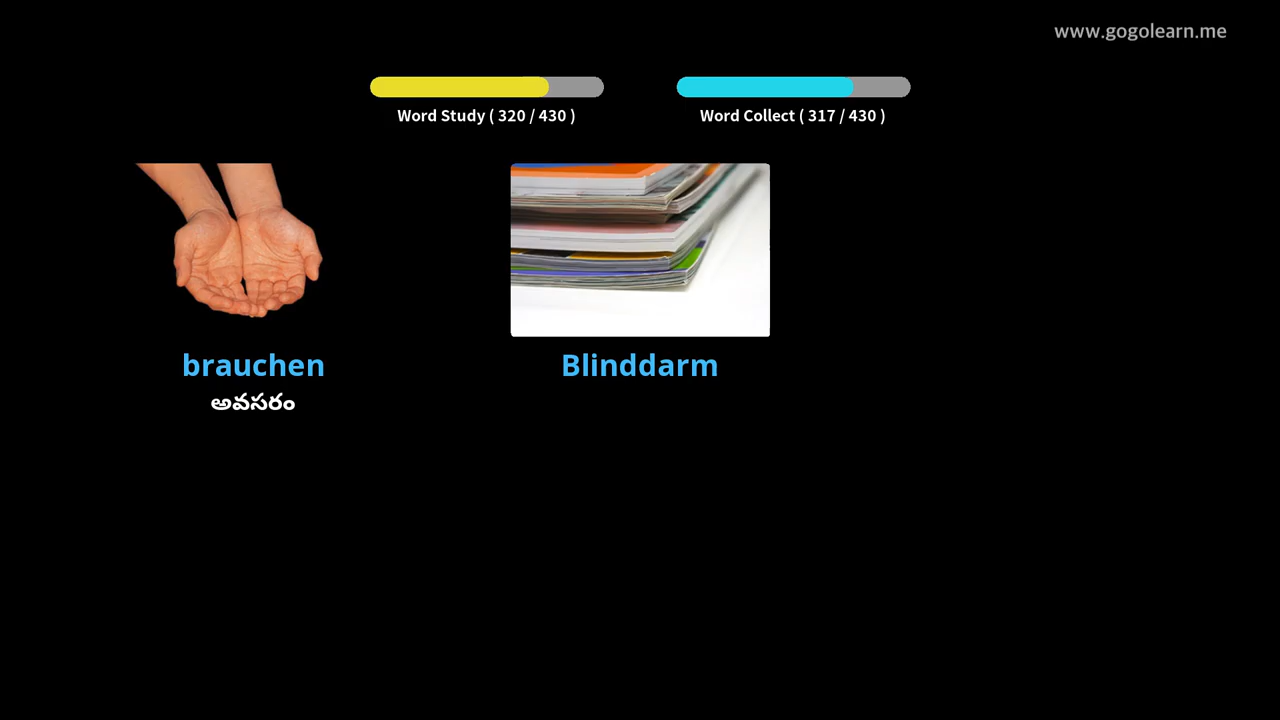 www.gogolearn.me
Word Study ( 320 / 430 )
Word Collect ( 317 / 430 )
brauchen
అవసరం
Blinddarm